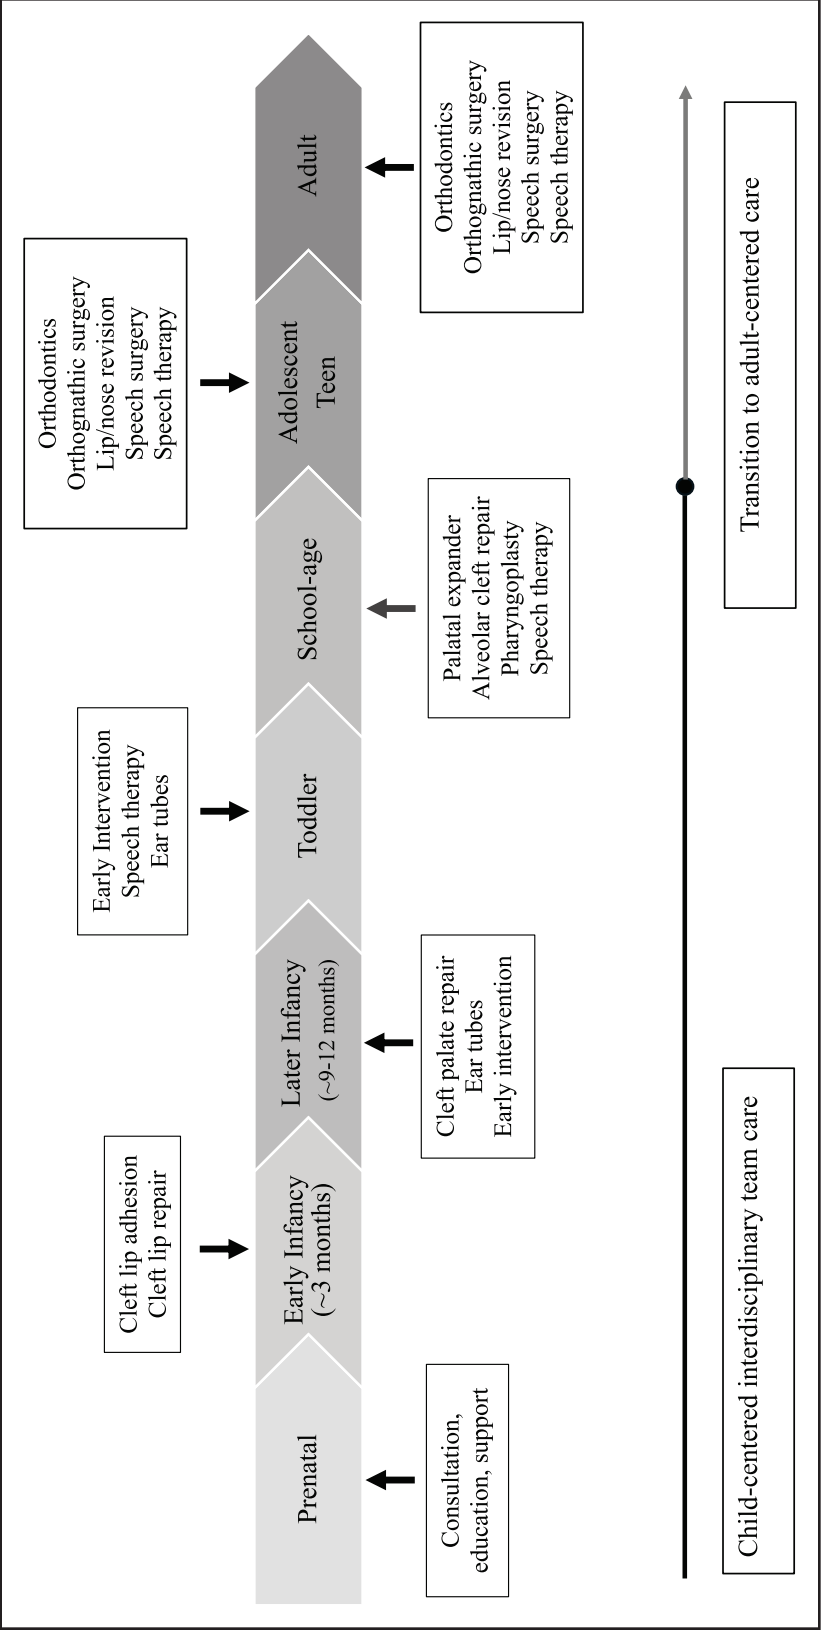 Cleft lip adhesion
Cleft lip repair
Early Intervention
Speech therapy
Ear tubes
Orthodontics
Orthognathic surgery
Lip/nose revision
Speech surgery
Speech therapy
Prenatal
Early Infancy
(~3 months)
Later Infancy
(~9-12 months)
Toddler
School-age
Adolescent
Teen
Adult
Consultation,
education, support
Cleft palate repair
Ear tubes
Early intervention
Palatal expander
Alveolar cleft repair
Pharyngoplasty
Speech therapy
Orthodontics
Orthognathic surgery
Lip/nose revision
Speech surgery
Speech therapy
Child-centered interdisciplinary team care
Transition to adult-centered care